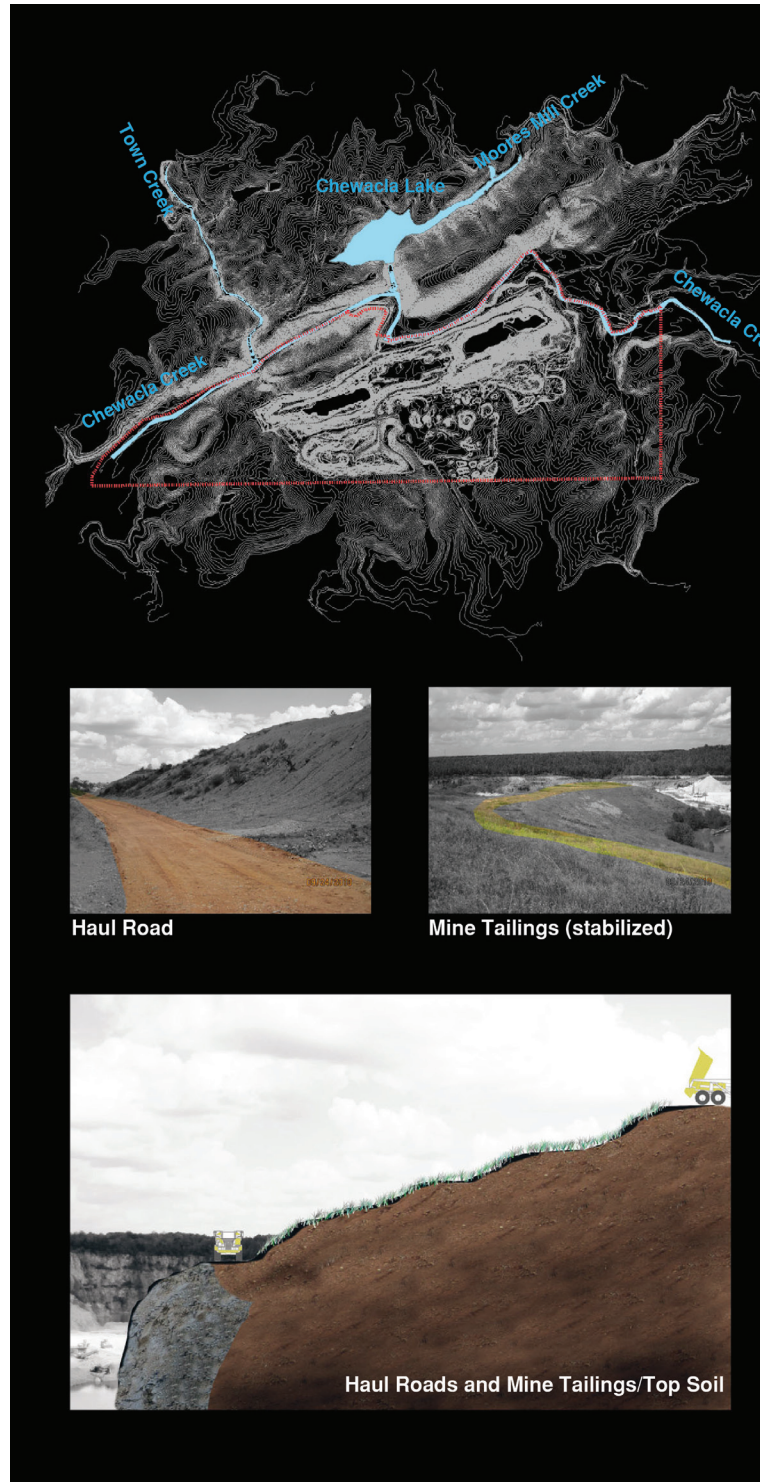 Town Creek
Moores Mill Creek
Chewacla Lake
Chewacla Cre
Chewacla Creek
Haul Road
Mine Tailings (stabilized)
Haul Roads and Mine Tailings/Top Soil